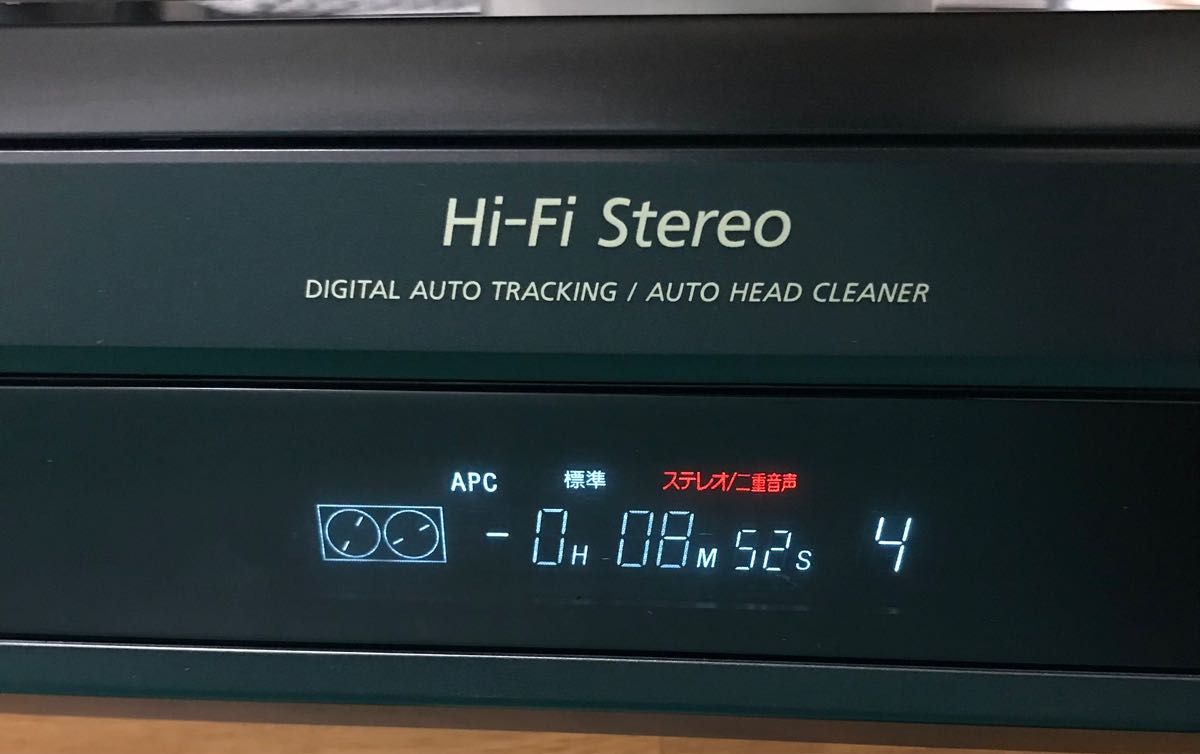 Hi-Fi Stereo
DIGITAL AUTO TRACKING / AUTO HEAD CLEANER
APC 標準 ステレオ/二重音声
-0H 08M 52S 4